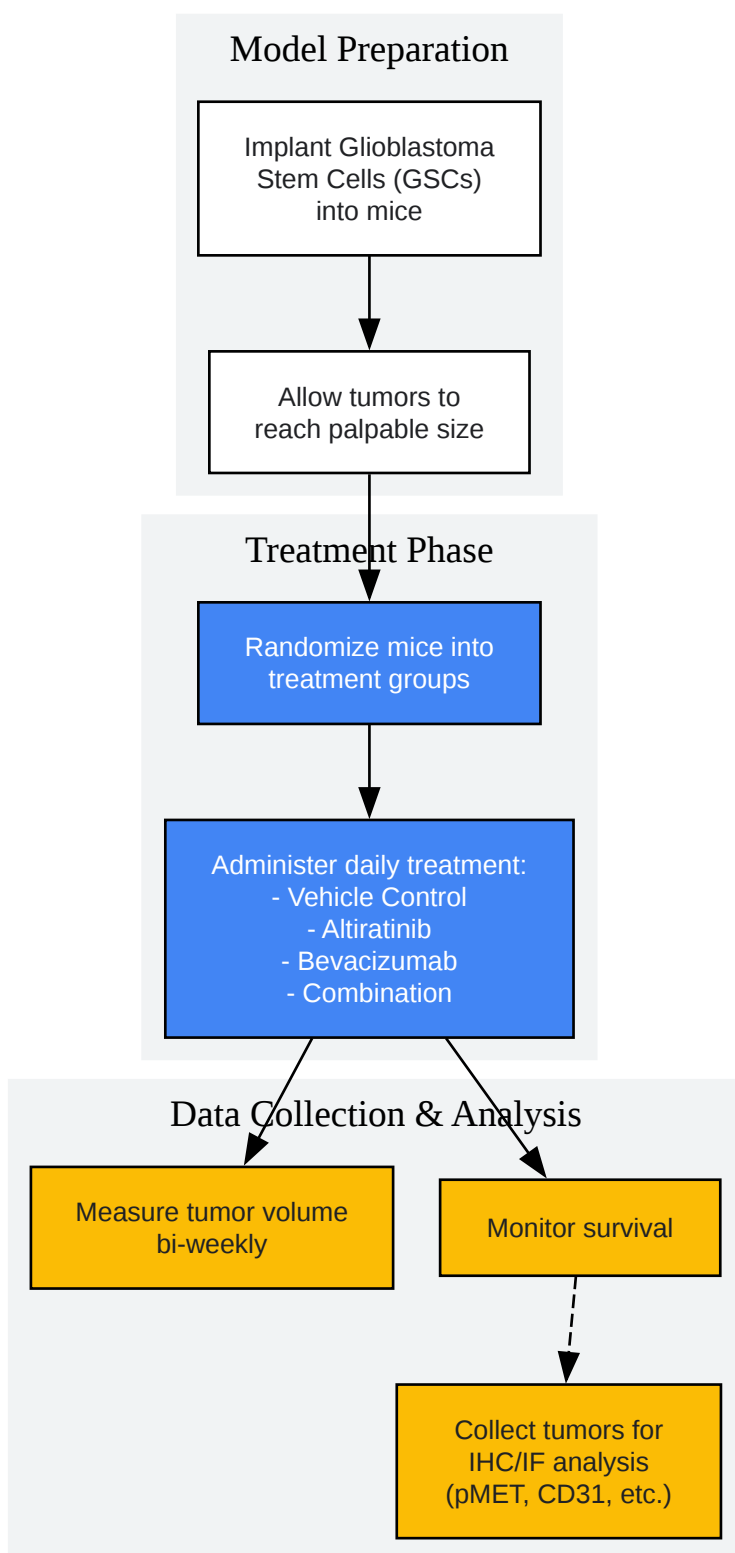 Model Preparation
Implant Glioblastoma
Stem Cells (GSCs)
into mice
Allow tumors to
reach palpable size
Treatment Phase
Randomize mice into
treatment groups
Administer daily treatment:
- Vehicle Control
- Altiratinib
- Bevacizumab
- Combination
Data Collection & Analysis
Measure tumor volume
bi-weekly
Monitor survival
Collect tumors for
IHC/IF analysis
(pMET, CD31, etc.)